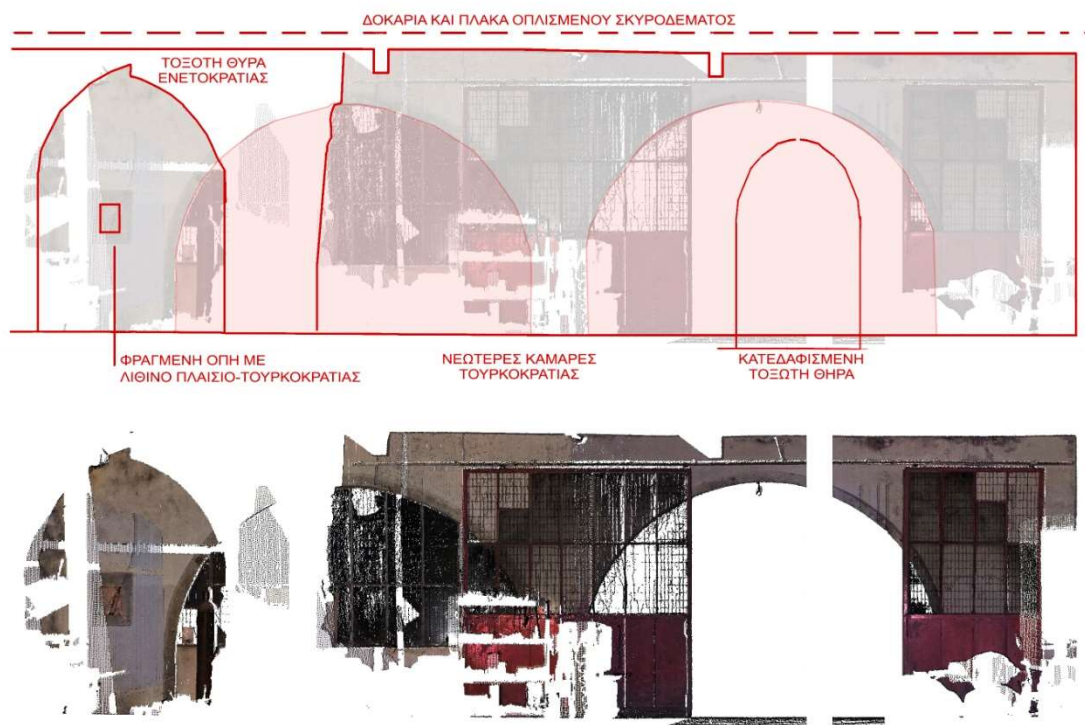 ΔΟΚΑΡΙΑ ΚΑΙ ΠΛΑΚΑ ΟΠΛΙΣΜΕΝΟΥ ΣΚΥΡΟΔΕΜΑΤΟΣ
ΤΟΞΟΤΗ ΘΥΡΑ
ΕΝΕΤΟΚΡΑΤΙΑΣ
ΦΡΑΓΜΕΝΗ ΟΠΗ ΜΕ
ΛΙΘΙΝΟ ΠΛΑΙΣΙΟ-ΤΟΥΡΚΟΚΡΑΤΙΑΣ
ΝΕΩΤΕΡΕΣ ΚΑΜΑΡΕΣ
ΤΟΥΡΚΟΚΡΑΤΙΑΣ
ΚΑΤΕΔΑΦΙΣΜΕΝΗ
ΤΟΞΩΤΗ ΘΗΡΑ